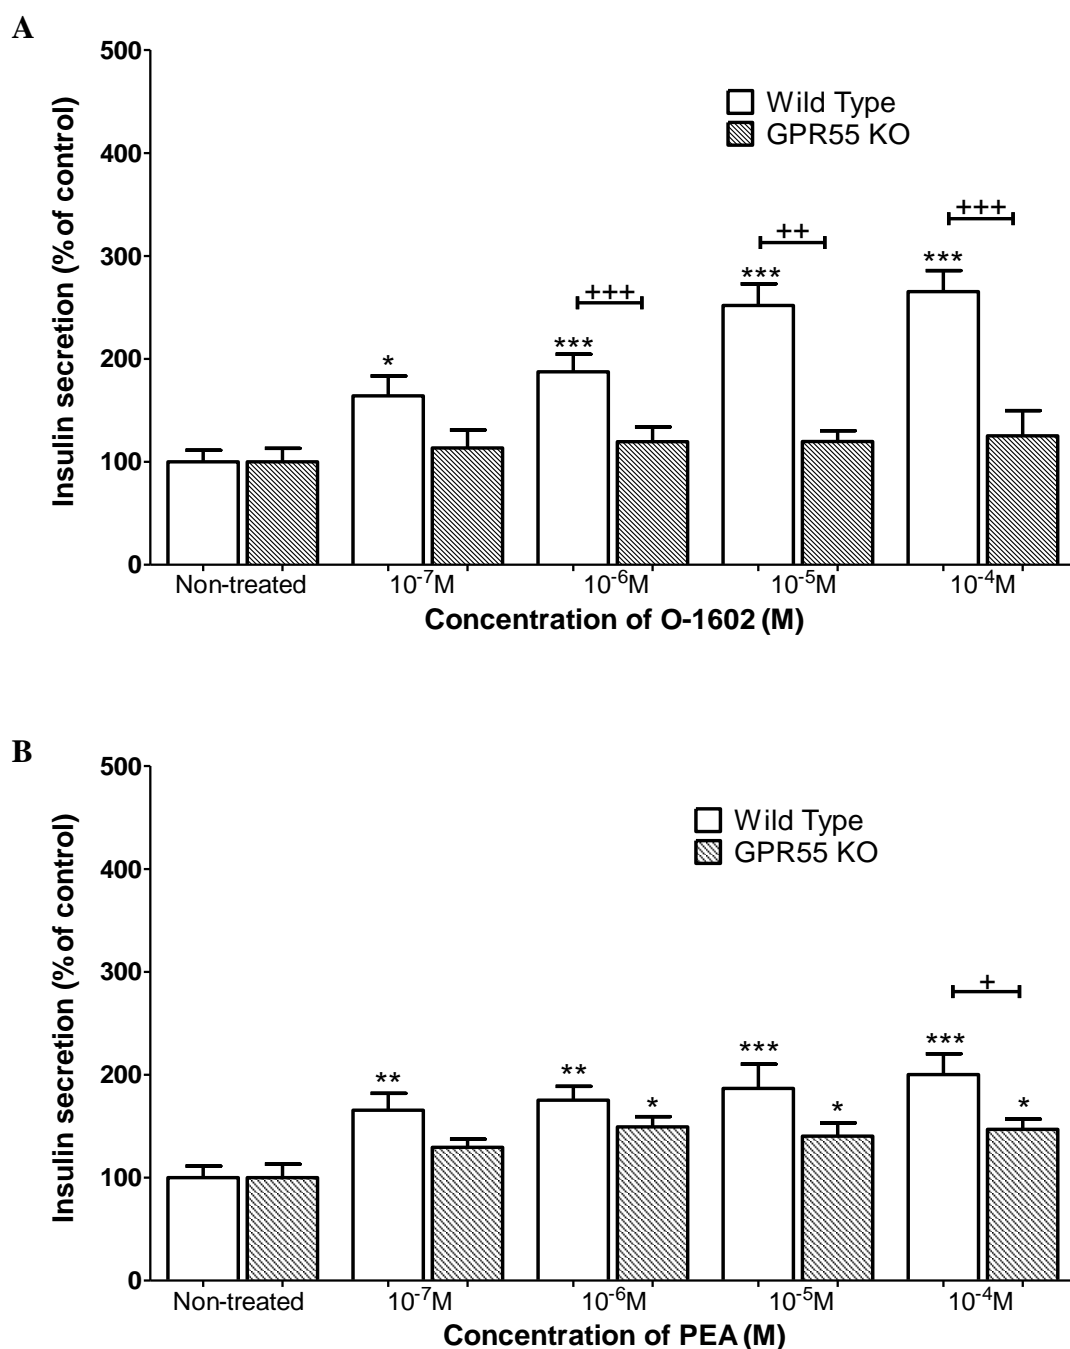 A
500
400
300
200
100
0
Insulin secretion (% of control)
Wild Type
GPR55 KO
*
***
+++
***
++
***
+++
Non-treated
10⁻⁷M
10⁻⁶M
10⁻⁵M
10⁻⁴M
Concentration of O-1602 (M)
B
500
400
300
200
100
0
Insulin secretion (% of control)
Wild Type
GPR55 KO
**
**
*
***
*
***
*
+
Non-treated
10⁻⁷M
10⁻⁶M
10⁻⁵M
10⁻⁴M
Concentration of PEA (M)